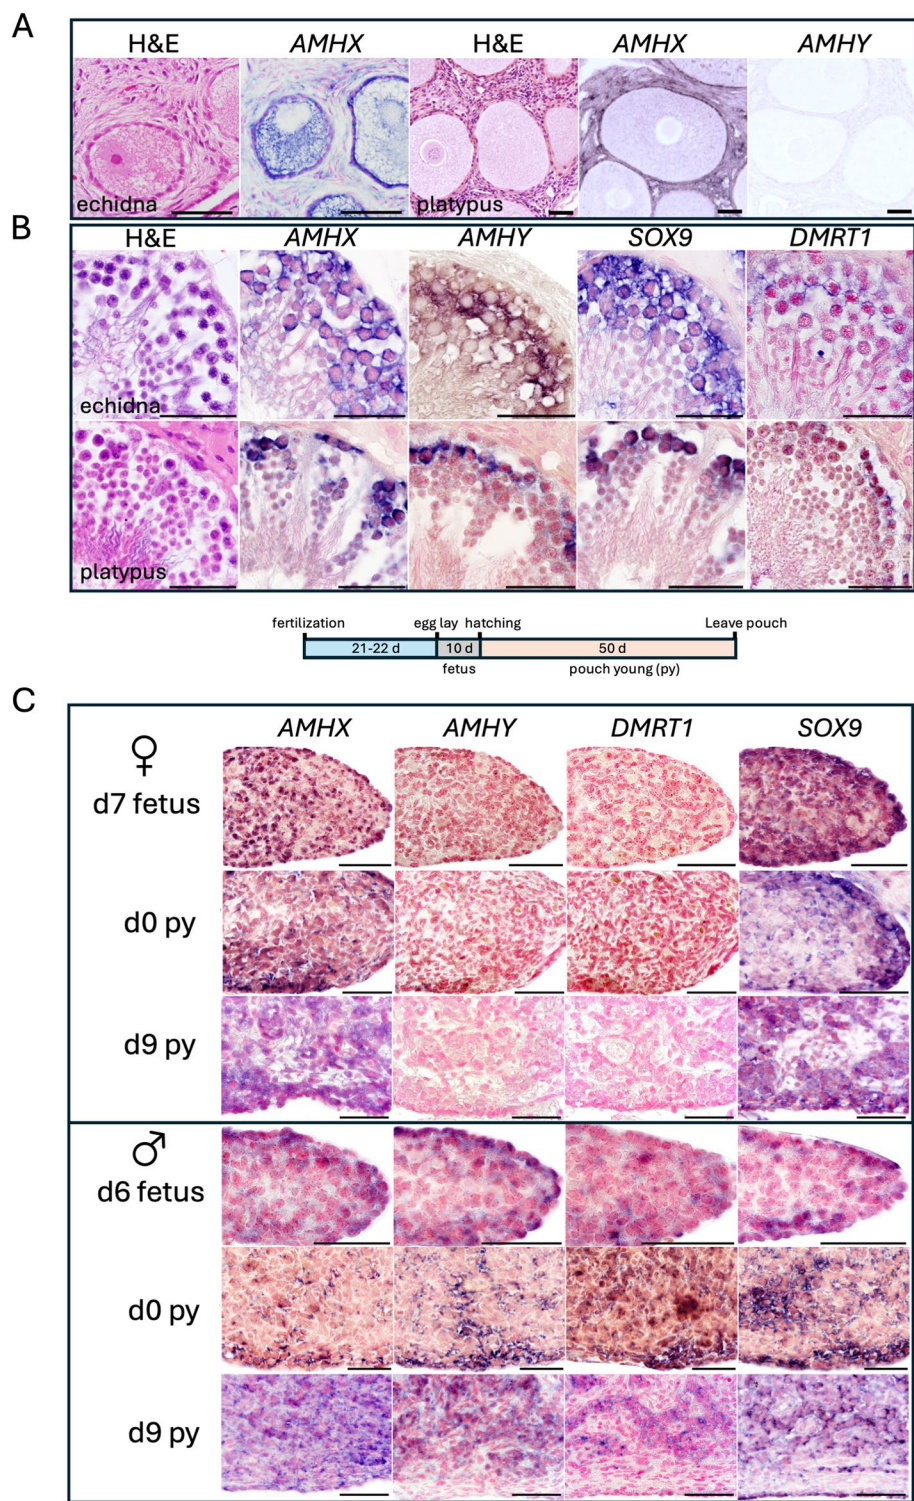 A
H&E AMHX H&E AMHX AMHY
echidna platypus
B
H&E AMHX AMHY SOX9 DMRT1
echidna
platypus
fertilization egg lay hatching Leave pouch
21-22 d 10 d 50 d
fetus pouch young (py)
C
AMHX AMHY DMRT1 SOX9
♀
d7 fetus
d0 py
d9 py
♂
d6 fetus
d0 py
d9 py